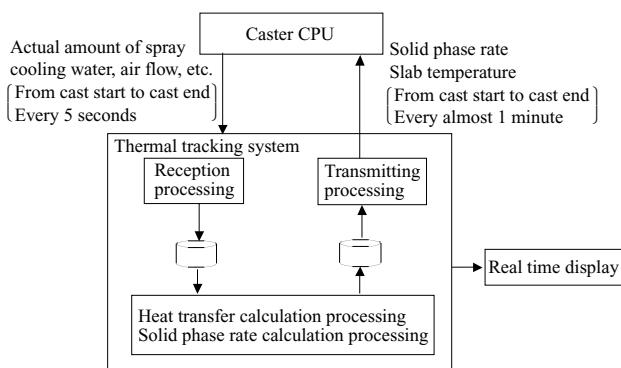 Caster CPU
Actual amount of spray
cooling water, air flow, etc.
From cast start to cast end
Every 5 seconds
Solid phase rate
Slab temperature
From cast start to cast end
Every almost 1 minute
Thermal tracking system
Reception
processing
Transmitting
processing
Heat transfer calculation processing
Solid phase rate calculation processing
Real time display